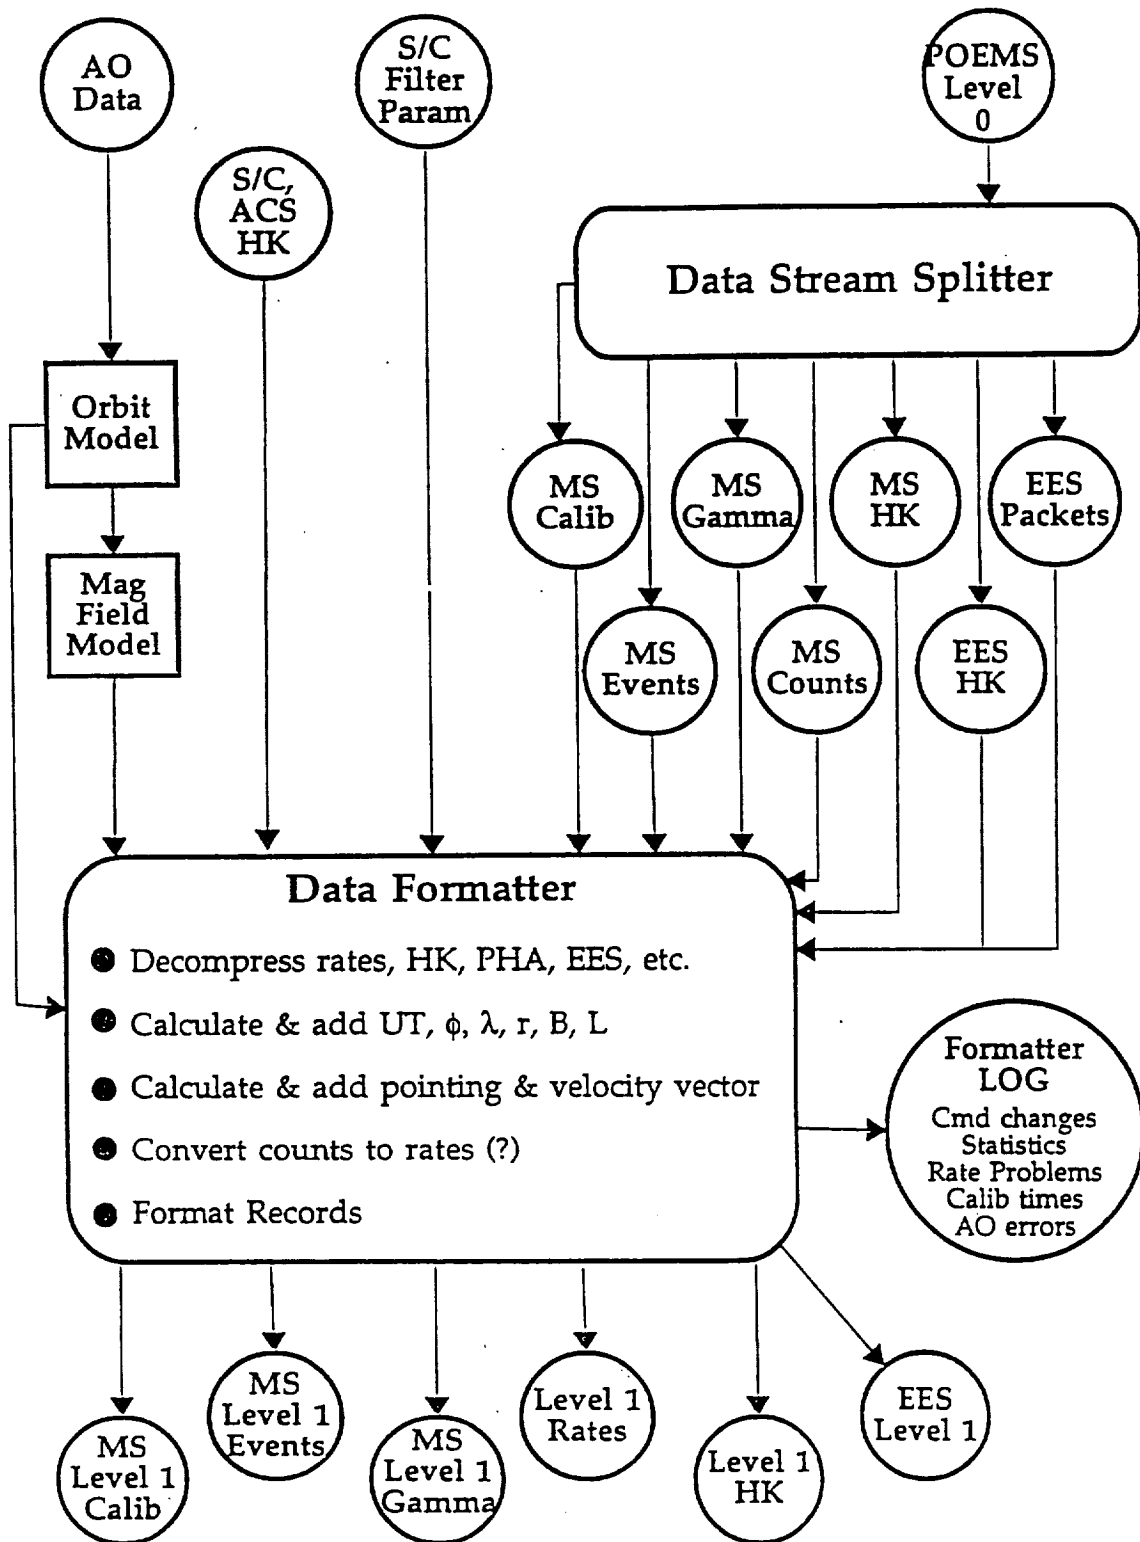 AO
Data
S/C
Filter
Param
POEMS
Level
0
S/C,
ACS
HK
Data Stream Splitter
Orbit
Model
MS
Calib
MS
Gamma
MS
HK
EES
Packets
Mag
Field
Model
MS
Events
MS
Counts
EES
HK
Data Formatter
● Decompress rates, HK, PHA, EES, etc.
● Calculate & add UT, ϕ, λ, r, B, L
● Calculate & add pointing & velocity vector
● Convert counts to rates (?)
● Format Records
Formatter
LOG
Cmd changes
Statistics
Rate Problems
Calib times
AO errors
MS
Level 1
Calib
MS
Level 1
Events
MS
Level 1
Gamma
Level 1
Rates
Level 1
HK
EES
Level 1